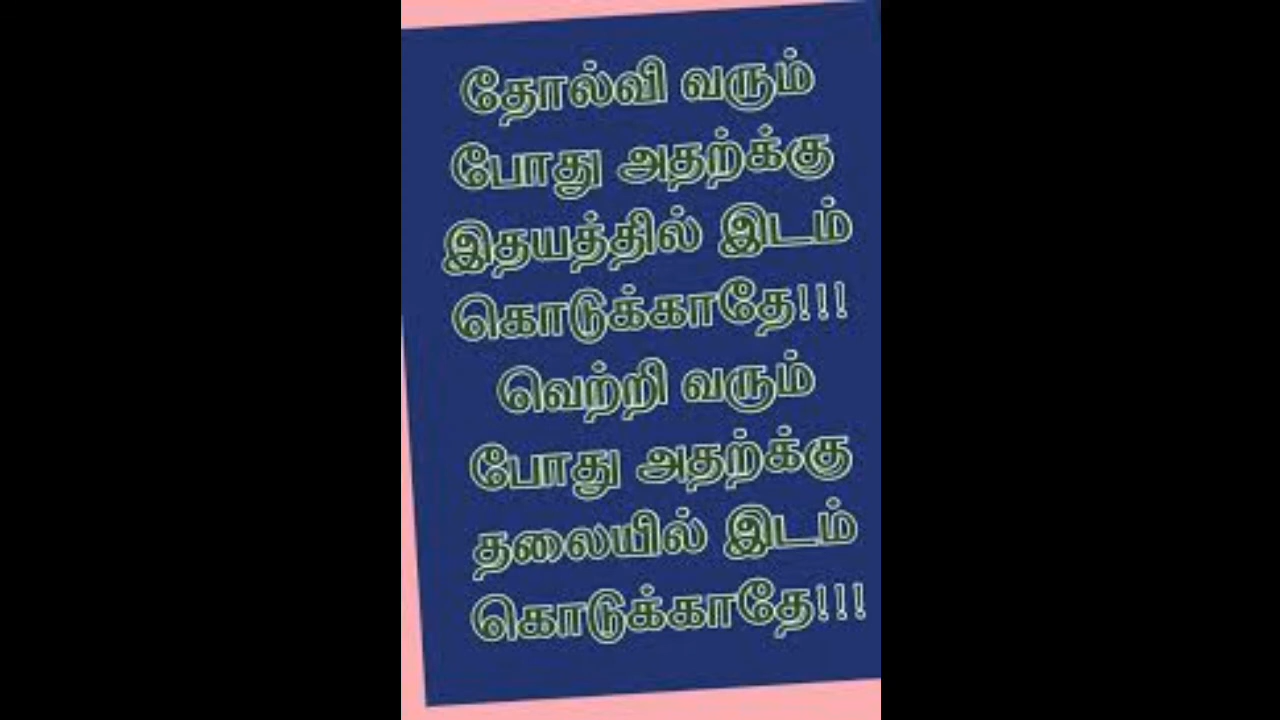 தோல்வி வரும்
போது அதற்க்கு
இதயத்தில் இடம்
கொடுக்காதே!!!
வெற்றி வரும்
போது அதற்க்கு
தலையில் இடம்
கொடுக்காதே!!!